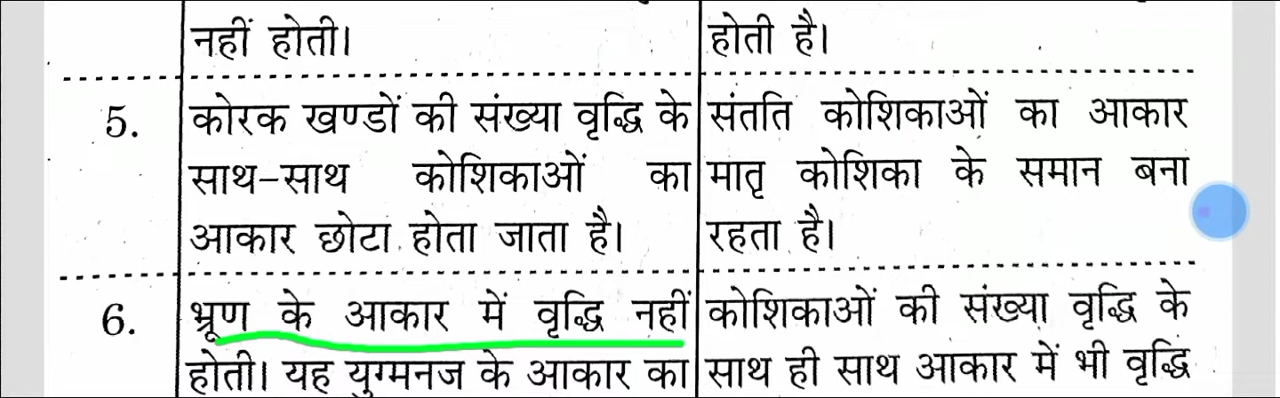 नहीं होती।
होती है।
5.
कोरक खण्डों की संख्या वृद्धि के
साथ-साथ कोशिकाओं का
आकार छोटा होता जाता है।
संतति कोशिकाओं का आकार
मातृ कोशिका के समान बना
रहता है।
6.
भ्रूण के आकार में वृद्धि नहीं
होती। यह युग्मनज के आकार का
कोशिकाओं की संख्या वृद्धि के
साथ ही साथ आकार में भी वृद्धि